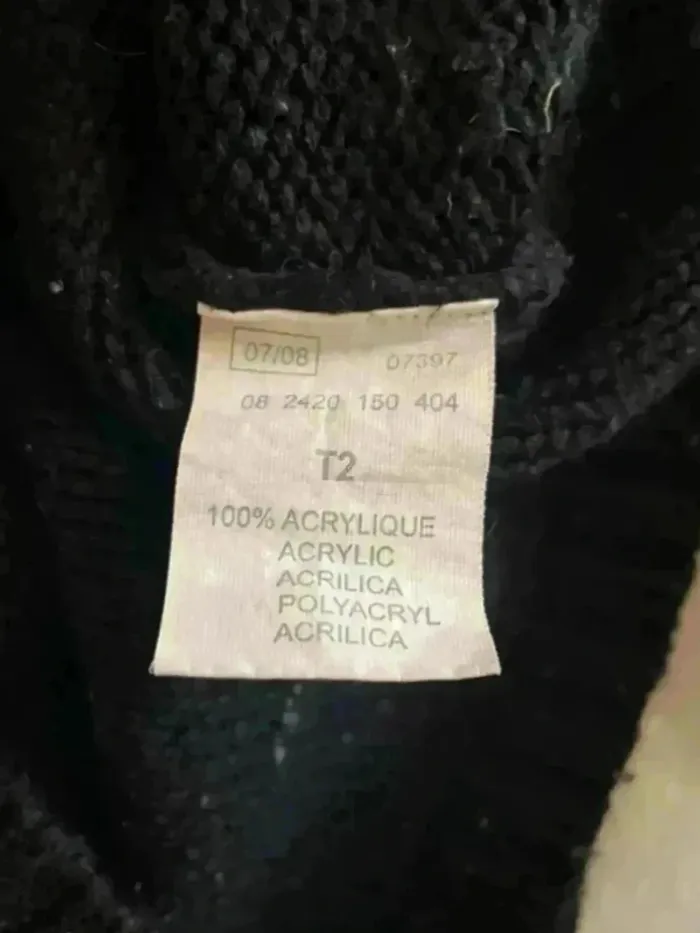 07/08 07397
08 2420 150 404
T2
100% ACRYLIQUE
ACRYLIC
ACRILICA
POLYACRYL
ACRILICA